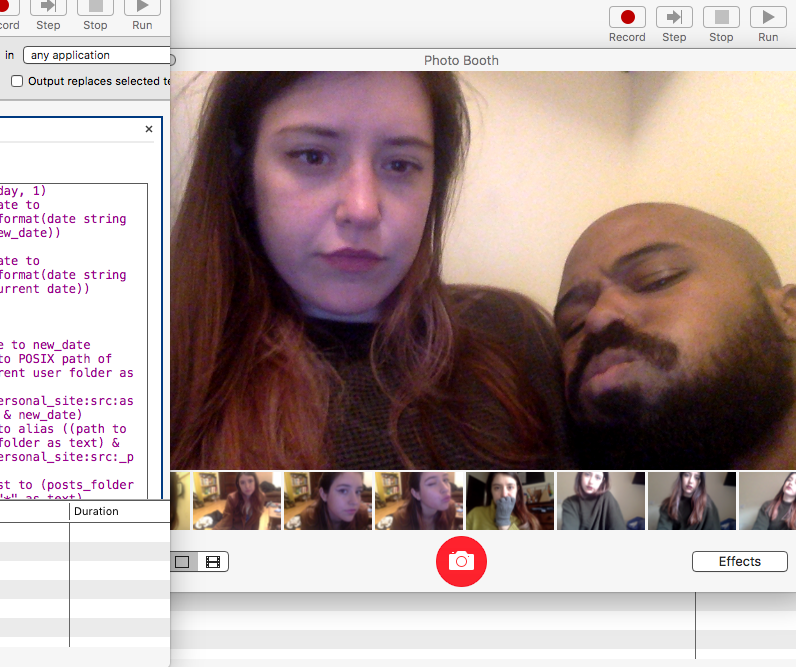 cord Step Stop Run
Record Step Stop Run
in any application
Output replaces selected te
Photo Booth
day, 1)
ate to
format(date string
ew_date))
ate to
format(date string
urrent date))
e to new_date
to POSIX path of
rent user folder as
ersonal_site:src:as
& new_date)
to alias ((path to
folder as text) &
ersonal_site:src:_p
st to (posts_folder
"*" as text)
Duration
Effects